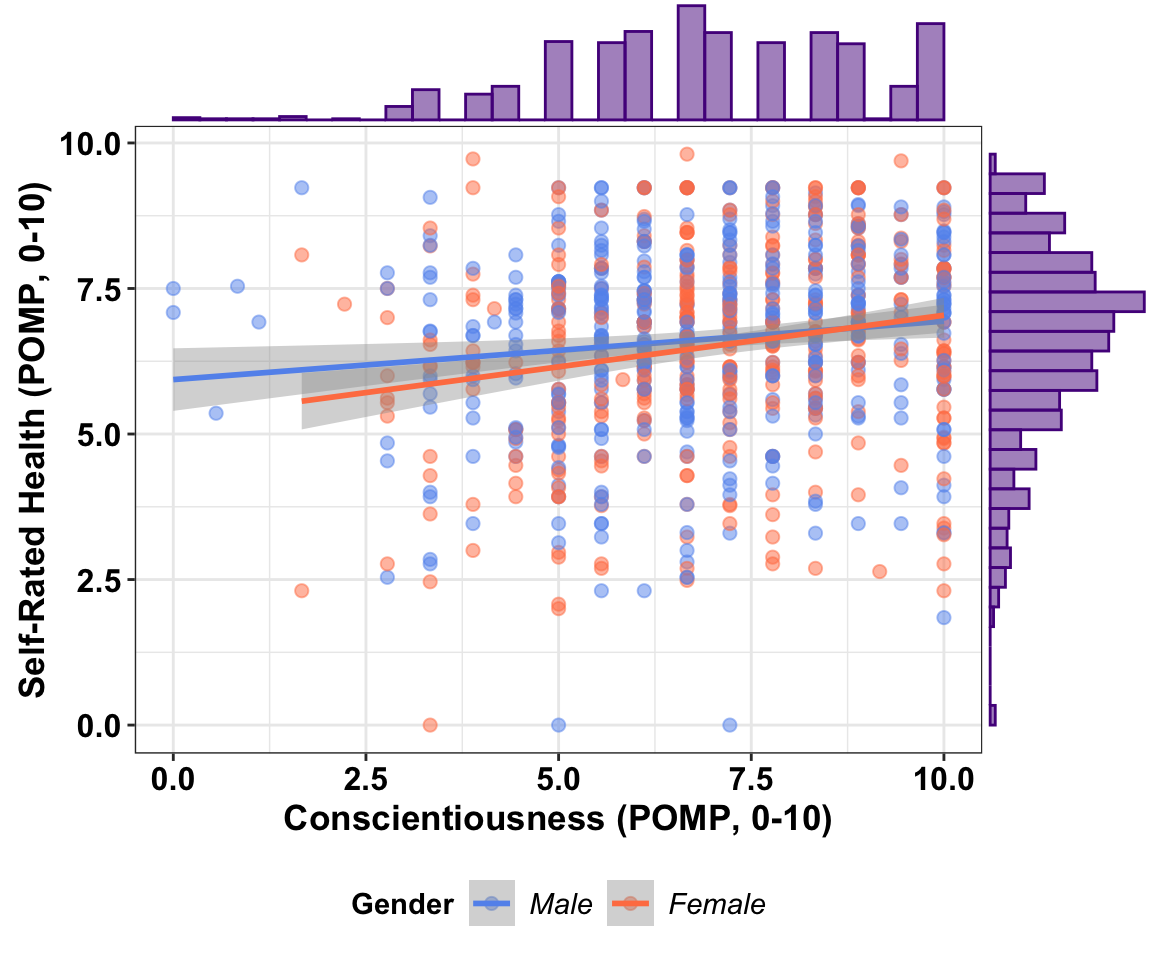 10.0
7.5
5.0
2.5
0.0
Self-Rated Health (POMP, 0-10)
0.0 2.5 5.0 7.5 10.0
Conscientiousness (POMP, 0-10)
Gender Male Female